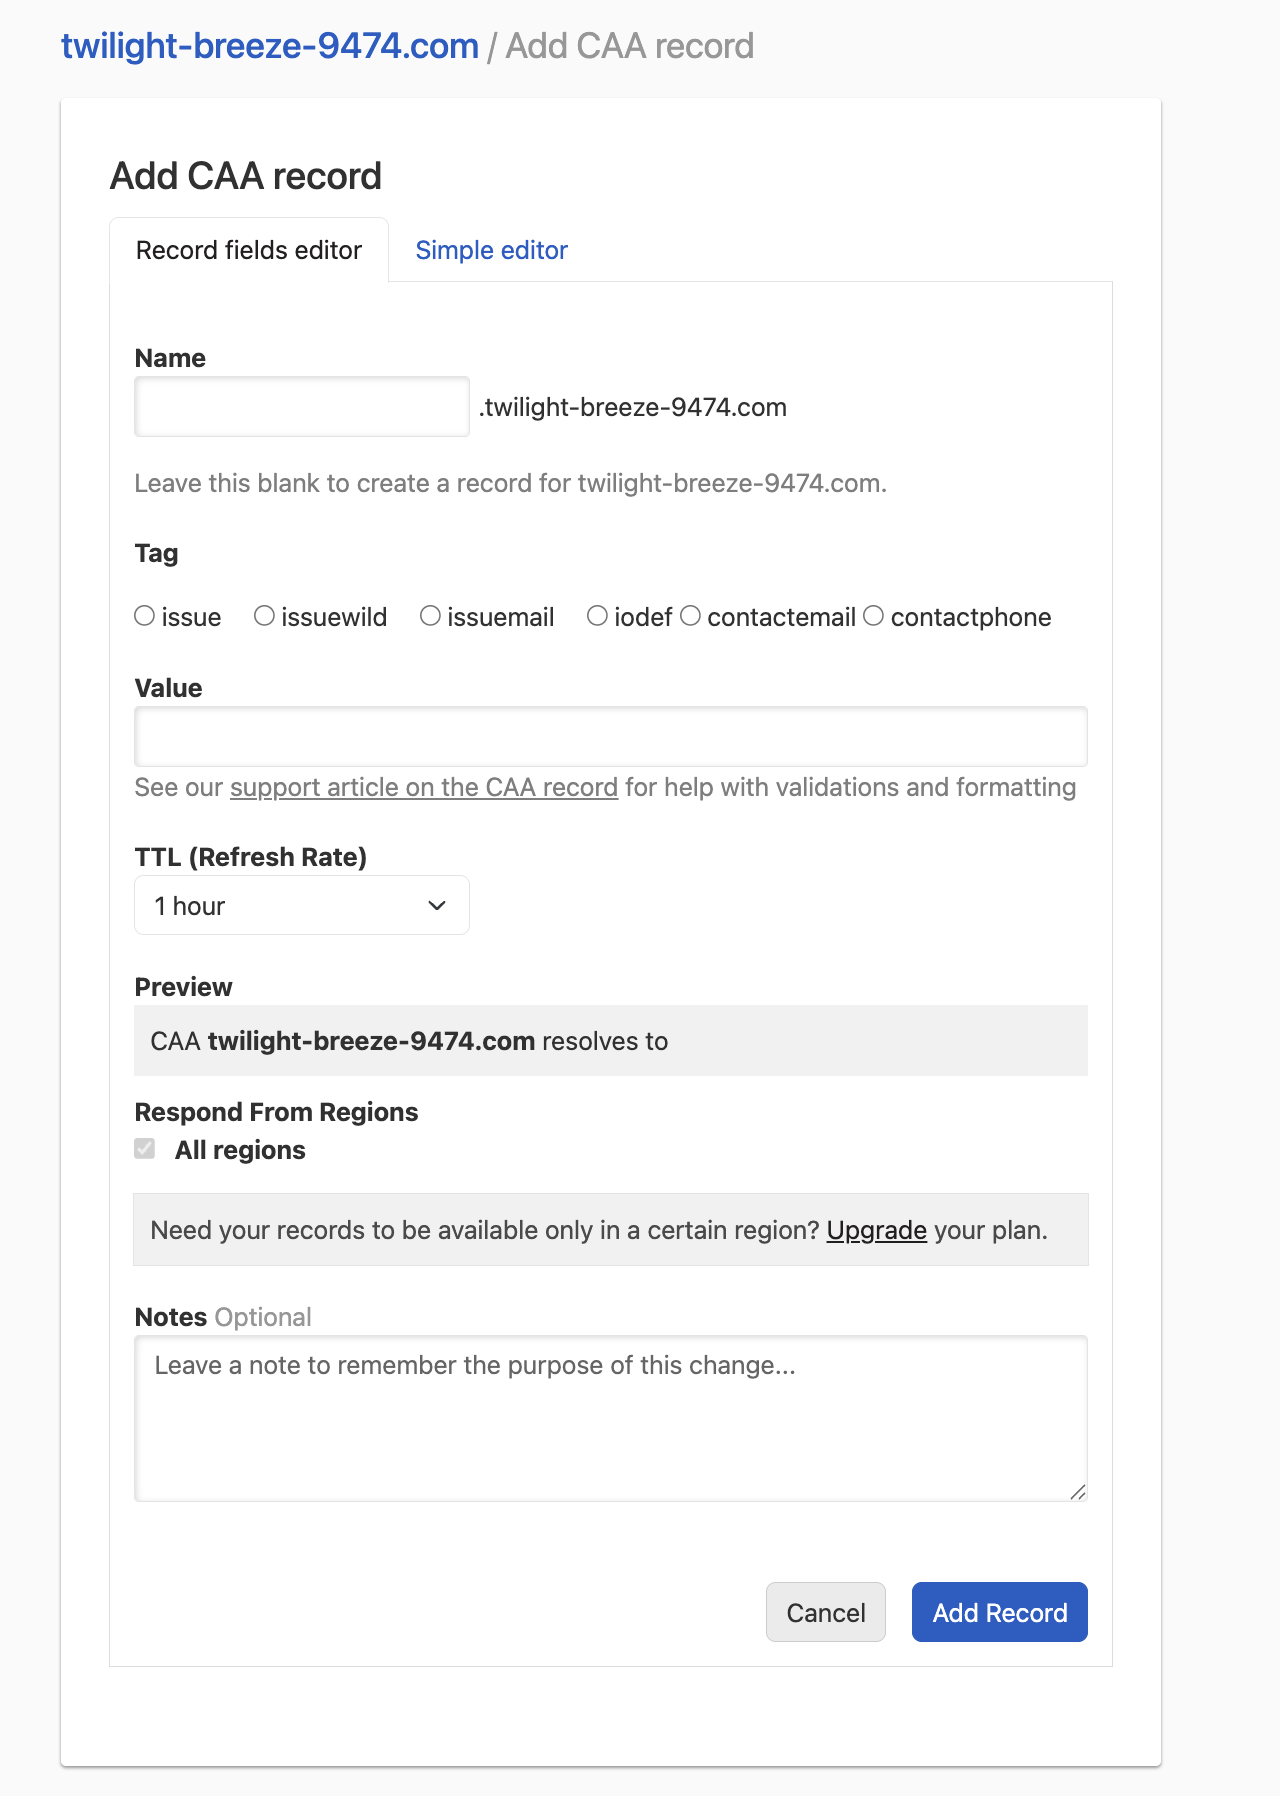 twilight-breeze-9474.com / Add CAA record
Add CAA record
Record fields editor Simple editor
Name
.twilight-breeze-9474.com
Leave this blank to create a record for twilight-breeze-9474.com.
Tag
issue issuewild issuemail iodef contactemail contactphone
Value
See our support article on the CAA record for help with validations and formatting
TTL (Refresh Rate)
1 hour
Preview
CAA twilight-breeze-9474.com resolves to
Respond From Regions
All regions
Need your records to be available only in a certain region? Upgrade your plan.
Notes Optional
Leave a note to remember the purpose of this change...
Cancel Add Record